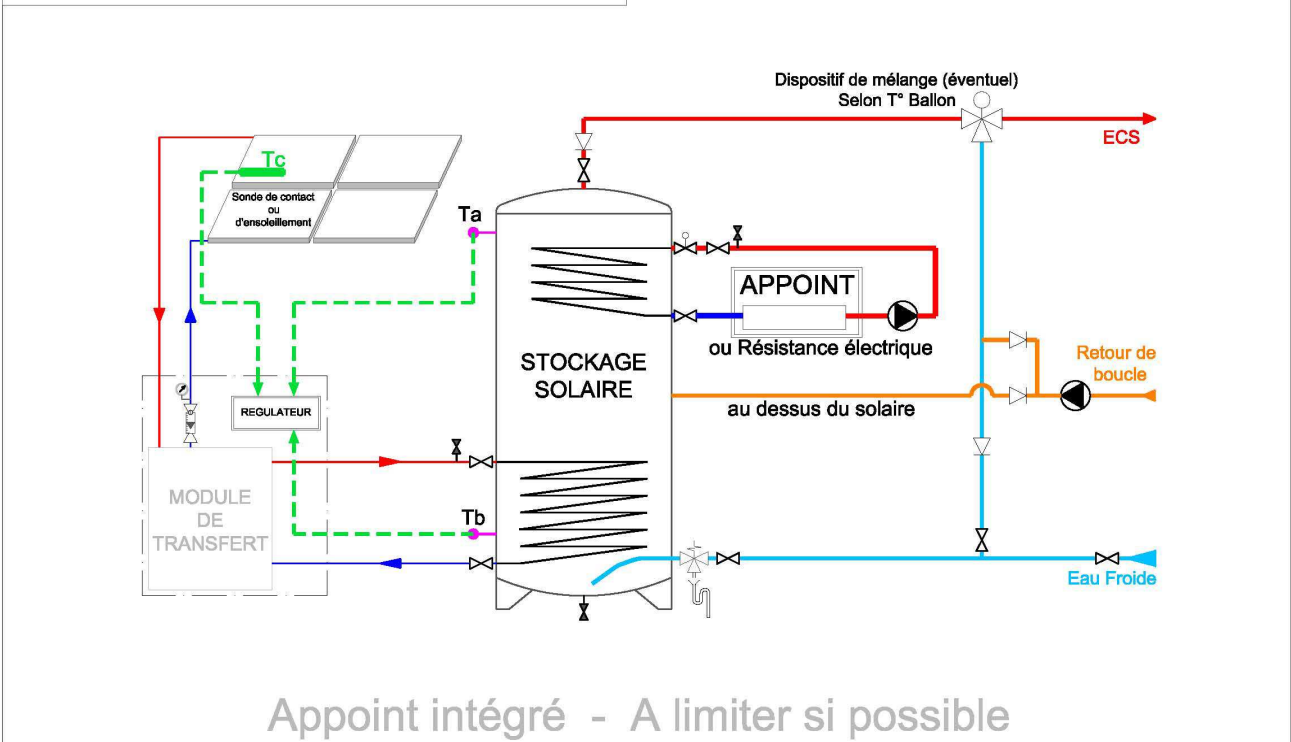 Dispositif de mélange (éventuel)
Selon T° Ballon
ECS
Tc
Sonde de contact
ou
d'ensoleillement
Ta
APPOINT
ou Résistance électrique
STOCKAGE
SOLAIRE
Retour de
boucle
au dessus du solaire
REGULATEUR
MODULE
DE
TRANSFERT
Tb
Eau Froide
Appoint intégré - A limiter si possible